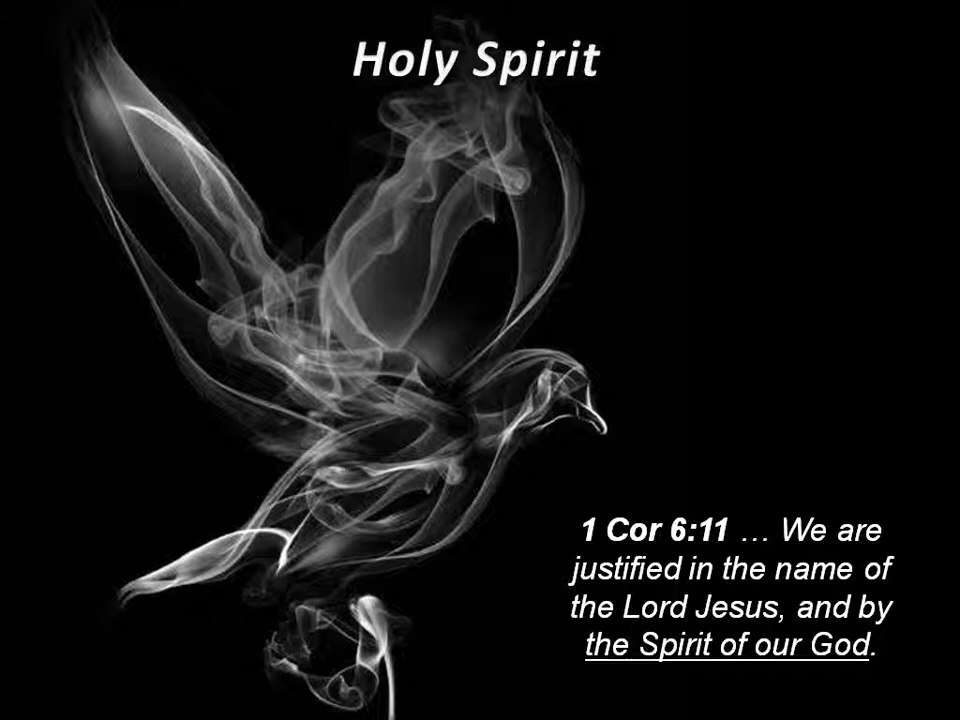 Holy Spirit
1 Cor 6:11 … We are
justified in the name of
the Lord Jesus, and by
the Spirit of our God.